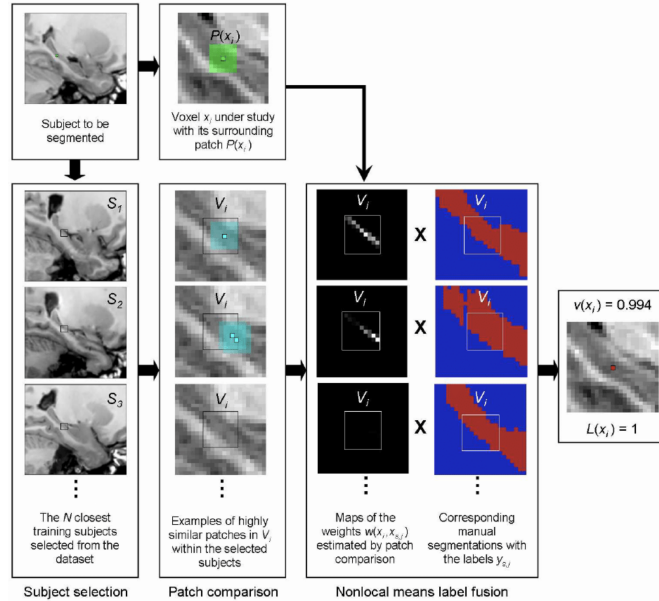 P(xi)
Subject to be
segmented
Voxel xi under study
with its surrounding
patch P(xi)
S1
Vi
Vi
X
Vi
v(xi) = 0.994
S2
Vi
Vi
X
Vi
S3
Vi
Vi
X
Vi
L(xi) = 1
The N closest
training subjects
selected from the
dataset
Examples of highly
similar patches in Vi
within the selected
subjects
Maps of the
weights w(xi, xs,j)
estimated by patch
comparison
Corresponding
manual
segmentations with
the labels ys,j
Subject selection
Patch comparison
Nonlocal means label fusion